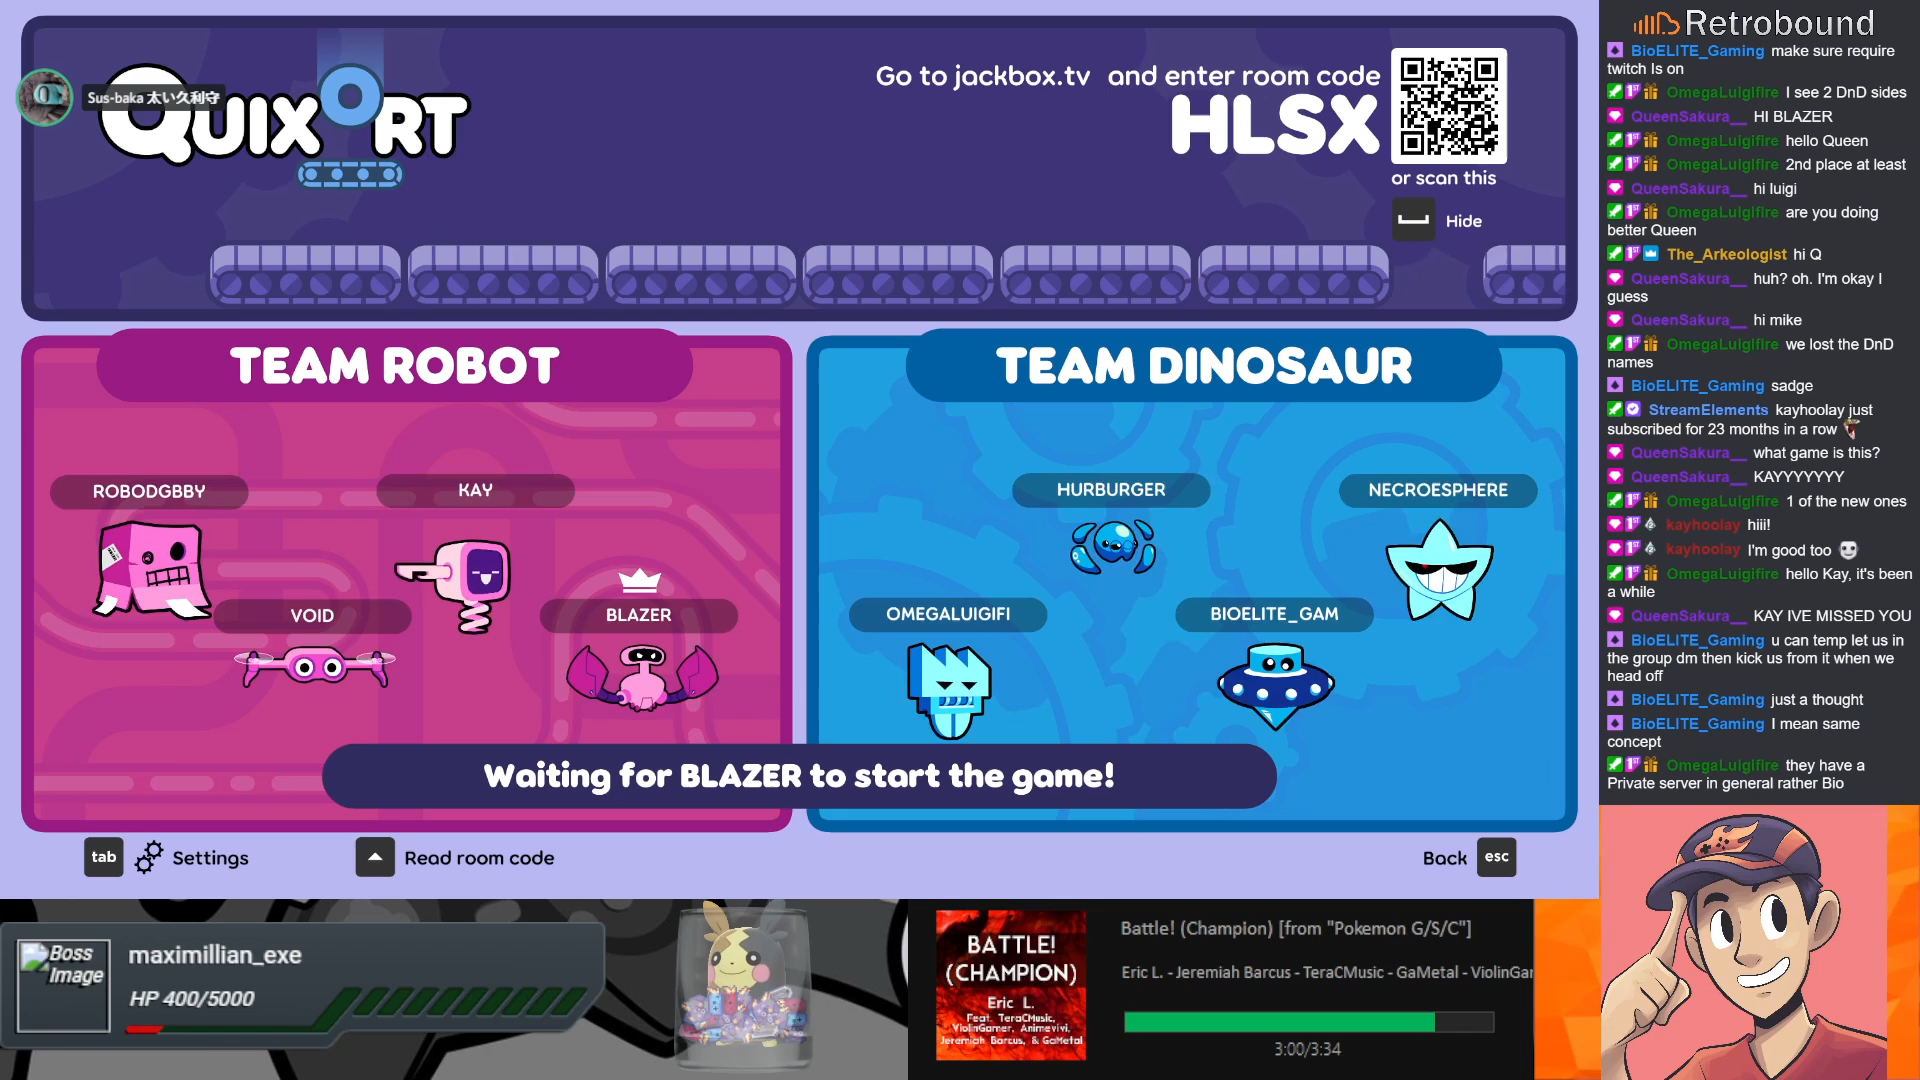 Sus-baka 太い久利守
QUIXORT
Go to jackbox.tv and enter room code
HLSX
or scan this
Hide
TEAM ROBOT
ROBODGBBY
KAY
VOID
BLAZER
TEAM DINOSAUR
HURBURGER
NECROESPHERE
OMEGALUIGIFI
BIOELITE_GAM
Waiting for BLAZER to start the game!
tab Settings
Read room code
Back esc
Boss
Image
maximillian_exe
HP 400/5000
BATTLE!
(CHAMPION)
Eric L.
Feat. TeraCMusic,
ViolinGamer, Animevivi,
Jeremiah Barcus, & GaMetal
Battle! (Champion) [from "Pokemon G/S/C"]
Eric L. - Jeremiah Barcus - TeraCMusic - GaMetal - ViolinGar
3:00/3:34
Retrobound
BioELITE_Gaming make sure require
twitch Is on
OmegaLuigifire I see 2 DnD sides
QueenSakura__ HI BLAZER
OmegaLuigifire hello Queen
OmegaLuigifire 2nd place at least
QueenSakura__ hi luigi
OmegaLuigifire are you doing
better Queen
The_Arkeologist hi Q
QueenSakura__ huh? oh. I'm okay I
guess
QueenSakura__ hi mike
OmegaLuigifire we lost the DnD
names
BioELITE_Gaming sadge
StreamElements kayhoolay just
subscribed for 23 months in a row
QueenSakura__ what game is this?
QueenSakura__ KAYYYYYYY
OmegaLuigifire 1 of the new ones
kayhoolay hiii!
kayhoolay I'm good too
OmegaLuigifire hello Kay, it's been
a while
QueenSakura__ KAY IVE MISSED YOU
BioELITE_Gaming u can temp let us in
the group dm then kick us from it when we
head off
BioELITE_Gaming just a thought
BioELITE_Gaming I mean same
concept
OmegaLuigifire they have a
Private server in general rather Bio